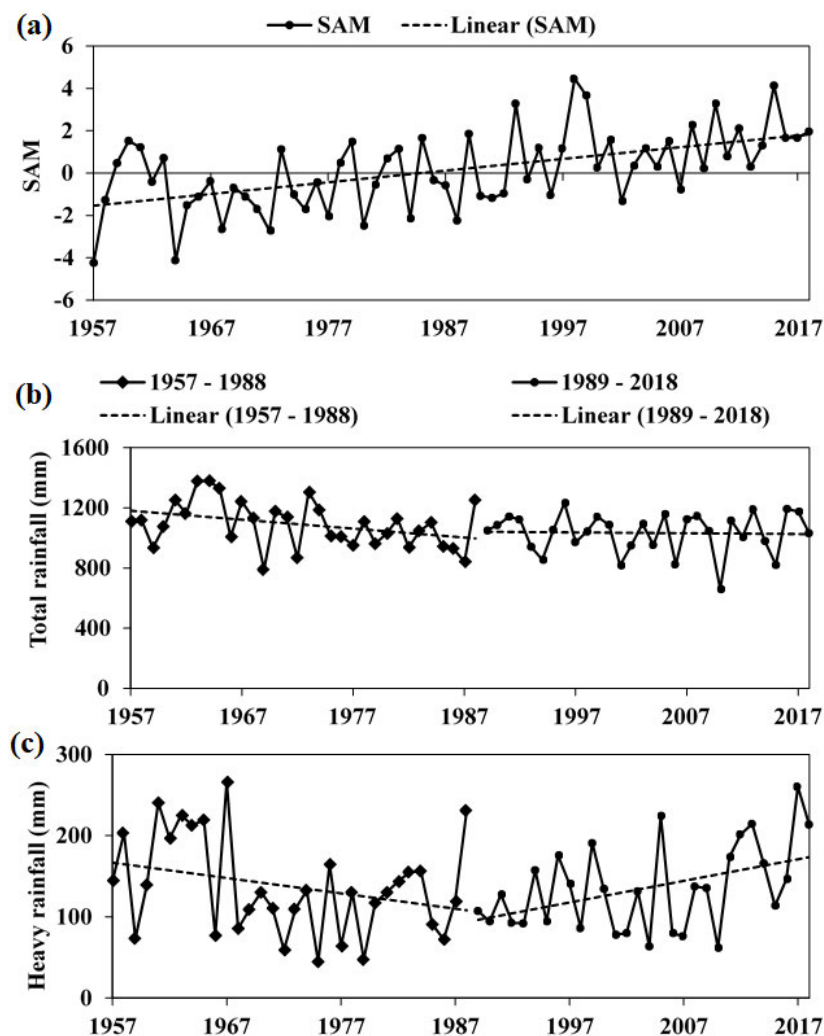 (a)
SAM Linear (SAM)
6
4
2
0
-2
-4
-6
SAM
1957 1967 1977 1987 1997 2007 2017
(b)
1957 - 1988 1989 - 2018
Linear (1957 - 1988) Linear (1989 - 2018)
1600
1200
800
400
0
Total rainfall (mm)
1957 1967 1977 1987 1997 2007 2017
(c)
300
200
100
0
Heavy rainfall (mm)
1957 1967 1977 1987 1997 2007 2017